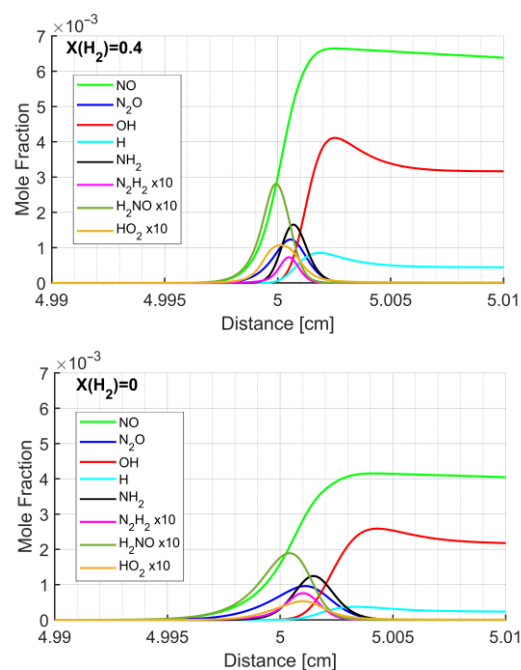 ×10⁻³
X(H₂)=0.4
7
6
5
4
3
2
1
0
Mole Fraction
NO
N₂O
OH
H
NH₂
N₂H₂ x10
H₂NO x10
HO₂ x10
4.99 4.995 5 5.005 5.01
Distance [cm]
×10⁻³
X(H₂)=0
7
6
5
4
3
2
1
0
Mole Fraction
NO
N₂O
OH
H
NH₂
N₂H₂ x10
H₂NO x10
HO₂ x10
4.99 4.995 5 5.005 5.01
Distance [cm]